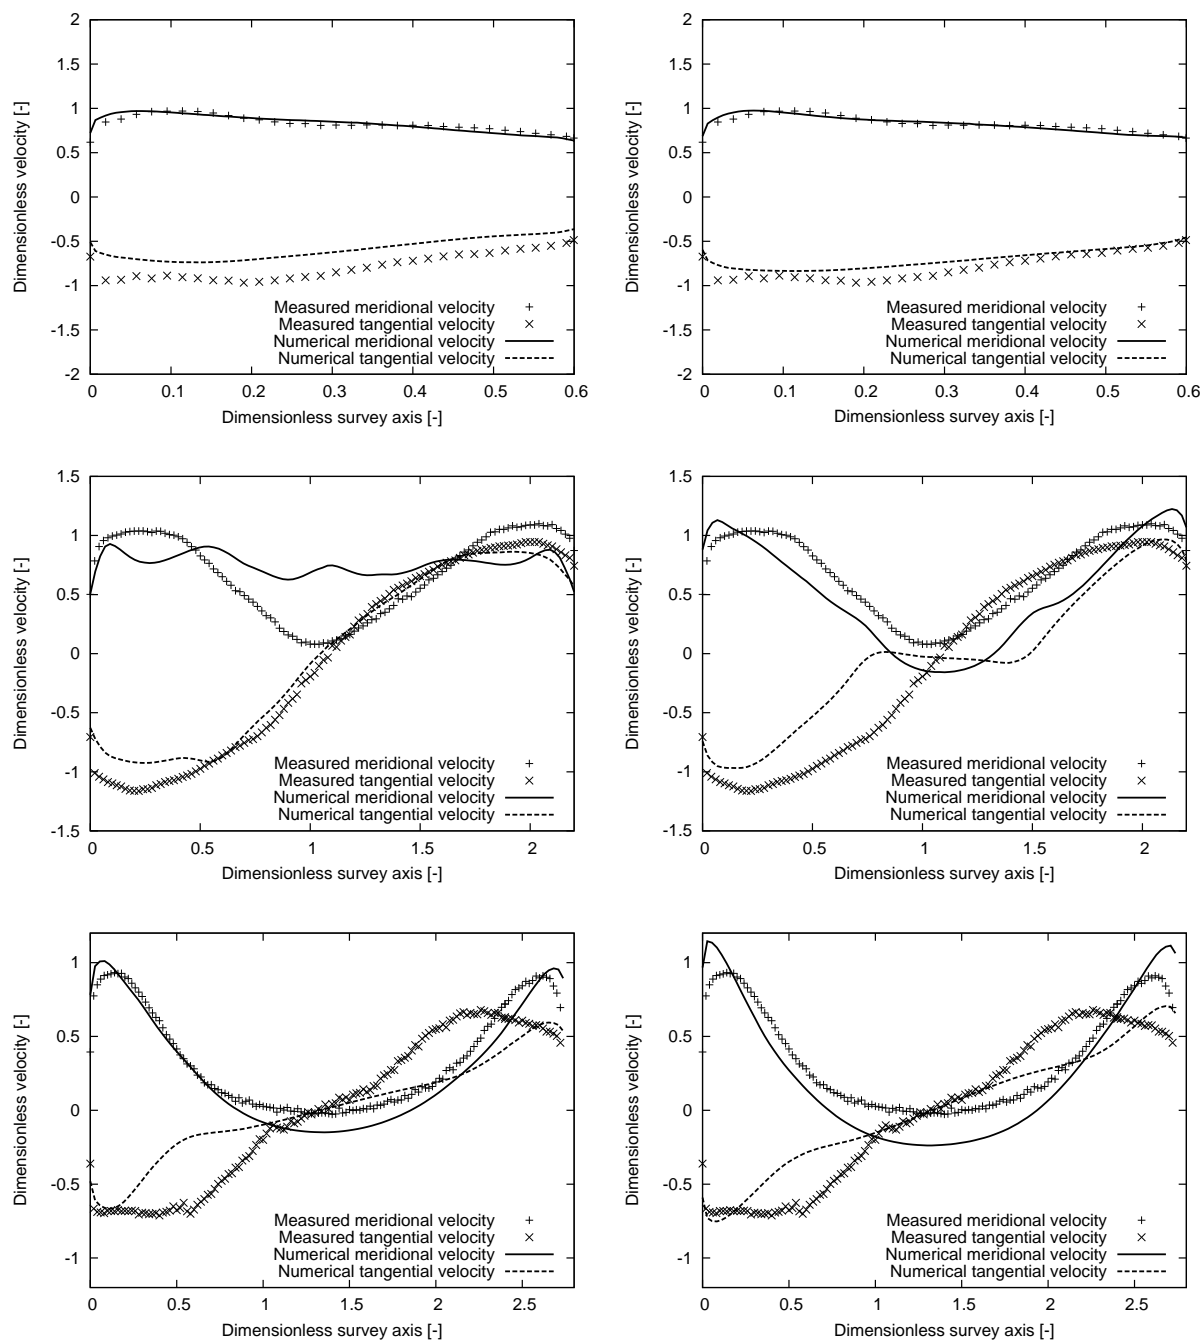 2
1.5
1
0.5
0
-0.5
-1
-1.5
-2
Dimensionless velocity [-]
Measured meridional velocity
Measured tangential velocity
Numerical meridional velocity
Numerical tangential velocity
0 0.1 0.2 0.3 0.4 0.5 0.6
Dimensionless survey axis [-]
2
1.5
1
0.5
0
-0.5
-1
-1.5
-2
Dimensionless velocity [-]
Measured meridional velocity
Measured tangential velocity
Numerical meridional velocity
Numerical tangential velocity
0 0.1 0.2 0.3 0.4 0.5 0.6
Dimensionless survey axis [-]
1.5
1
0.5
0
-0.5
-1
-1.5
Dimensionless velocity [-]
Measured meridional velocity
Measured tangential velocity
Numerical meridional velocity
Numerical tangential velocity
0 0.5 1 1.5 2
Dimensionless survey axis [-]
1.5
1
0.5
0
-0.5
-1
-1.5
Dimensionless velocity [-]
Measured meridional velocity
Measured tangential velocity
Numerical meridional velocity
Numerical tangential velocity
0 0.5 1 1.5 2
Dimensionless survey axis [-]
1
0.5
0
-0.5
-1
Dimensionless velocity [-]
Measured meridional velocity
Measured tangential velocity
Numerical meridional velocity
Numerical tangential velocity
0 0.5 1 1.5 2 2.5
Dimensionless survey axis [-]
1
0.5
0
-0.5
-1
Dimensionless velocity [-]
Measured meridional velocity
Measured tangential velocity
Numerical meridional velocity
Numerical tangential velocity
0 0.5 1 1.5 2 2.5
Dimensionless survey axis [-]